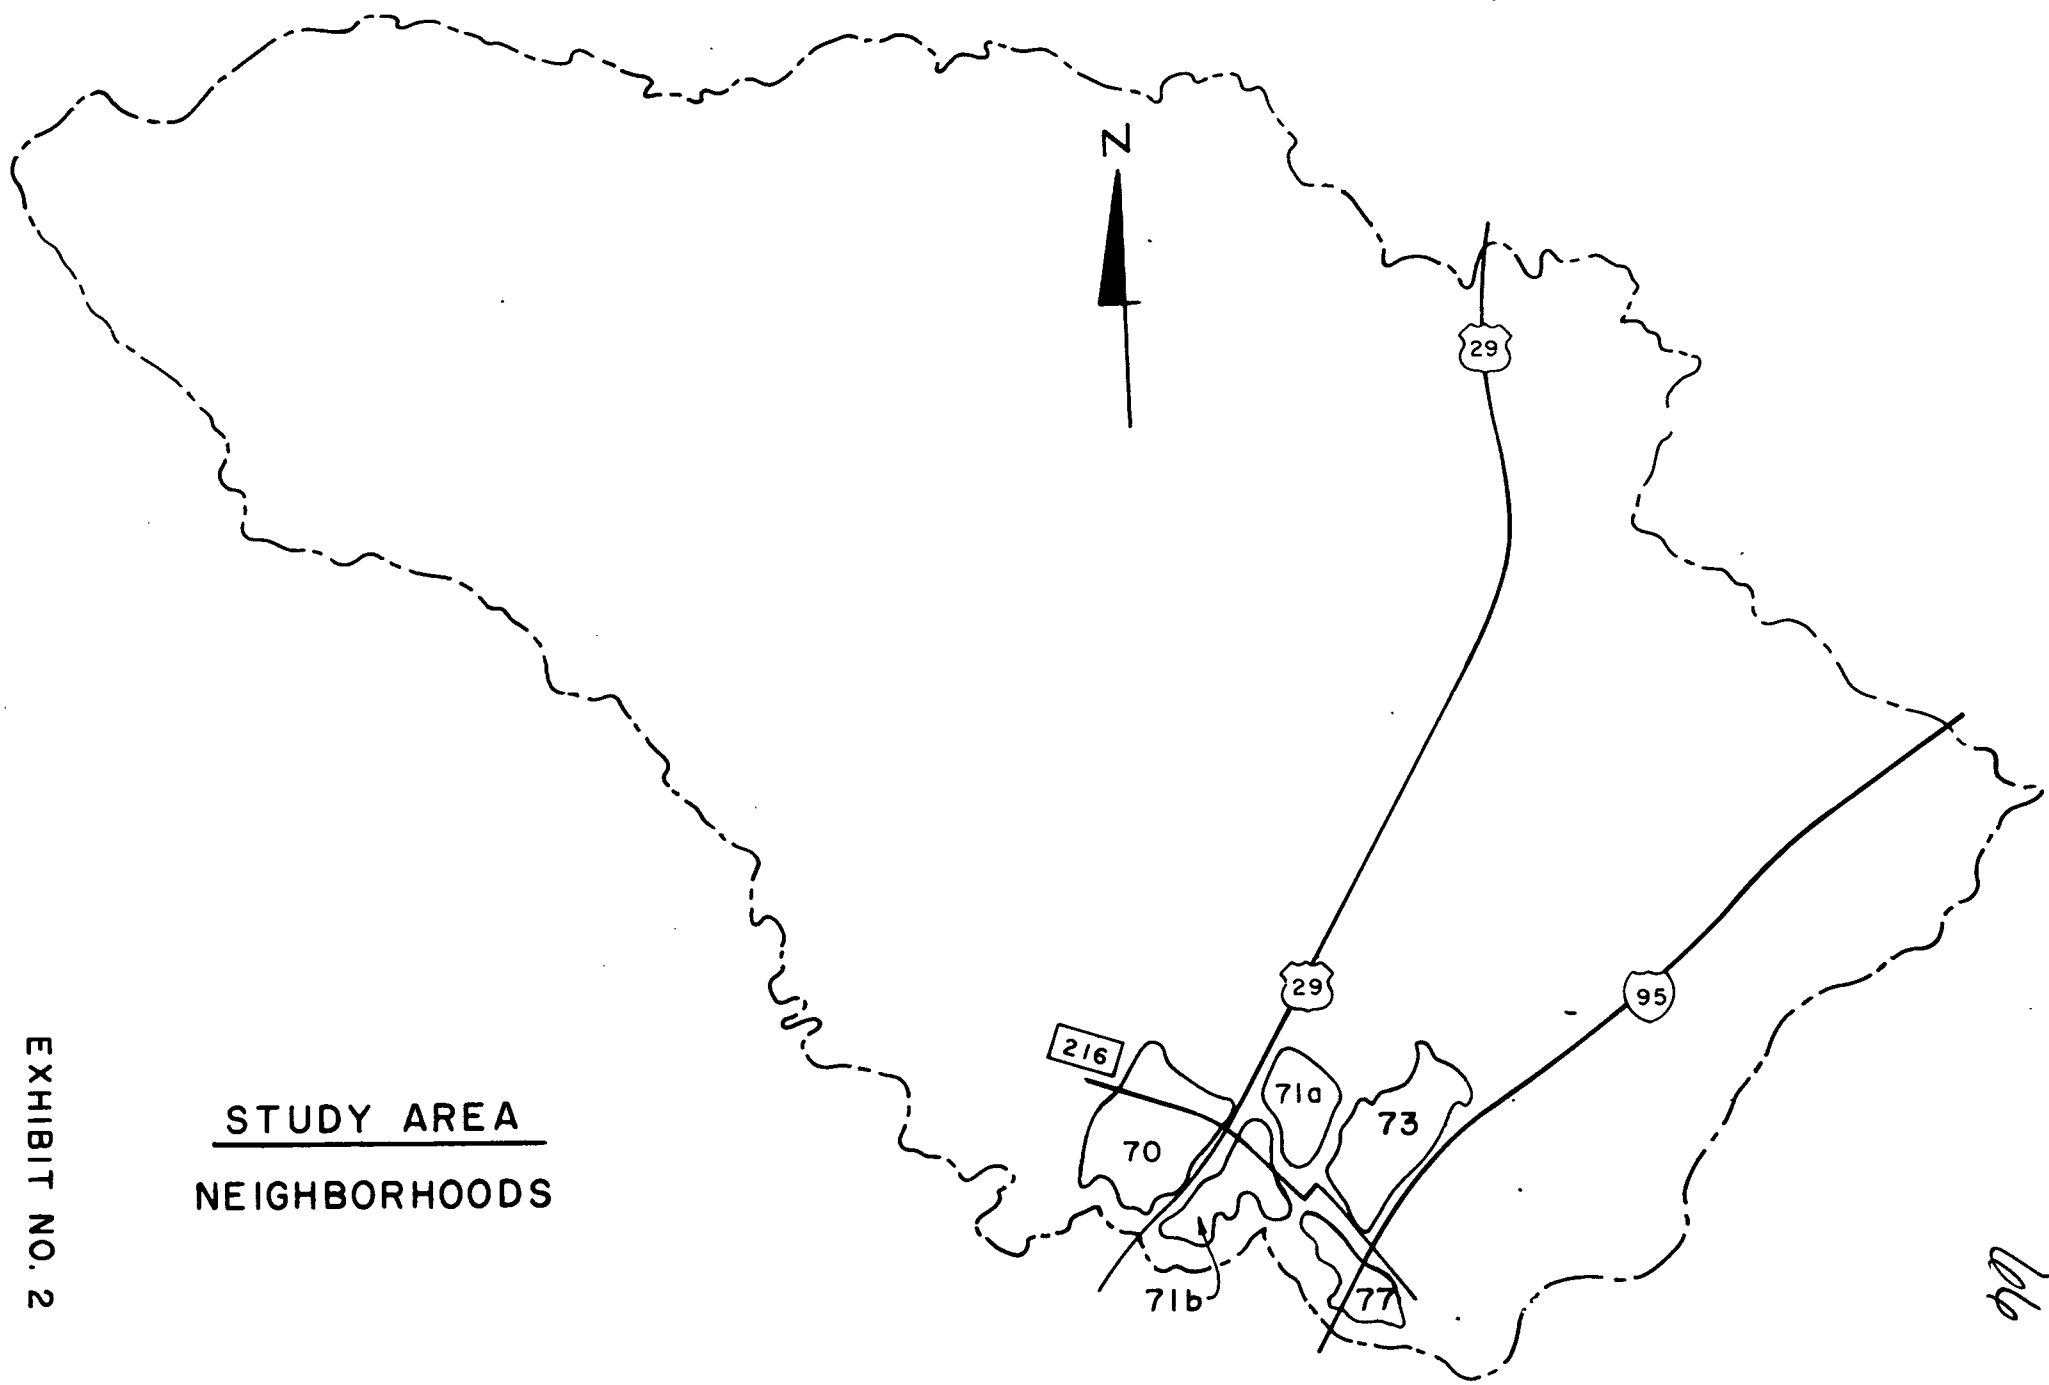 N
29
29
95
216
71a
73
70
71b
77
STUDY AREA
NEIGHBORHOODS
EXHIBIT NO. 2